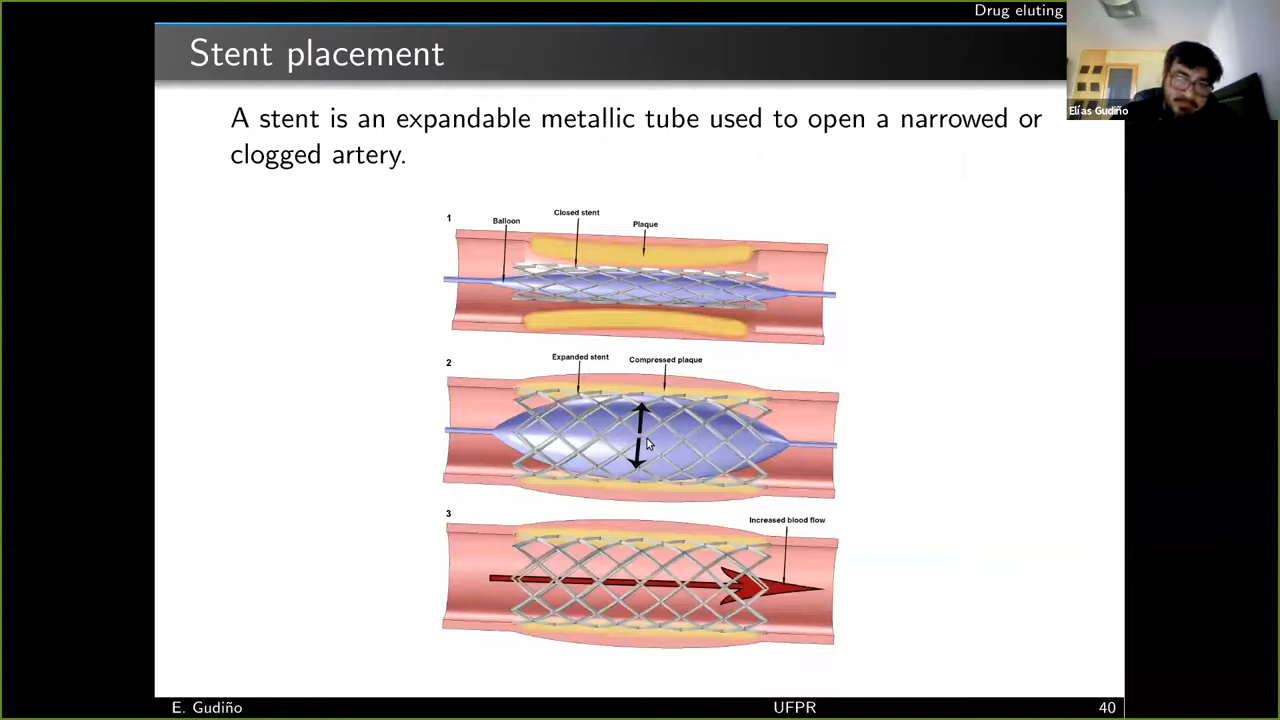 Drug eluting
Stent placement
Elías Gudiño
A stent is an expandable metallic tube used to open a narrowed or
clogged artery.
1
Balloon
Closed stent
Plaque
2
Expanded stent
Compressed plaque
3
Increased blood flow
E. Gudiño
UFPR
40